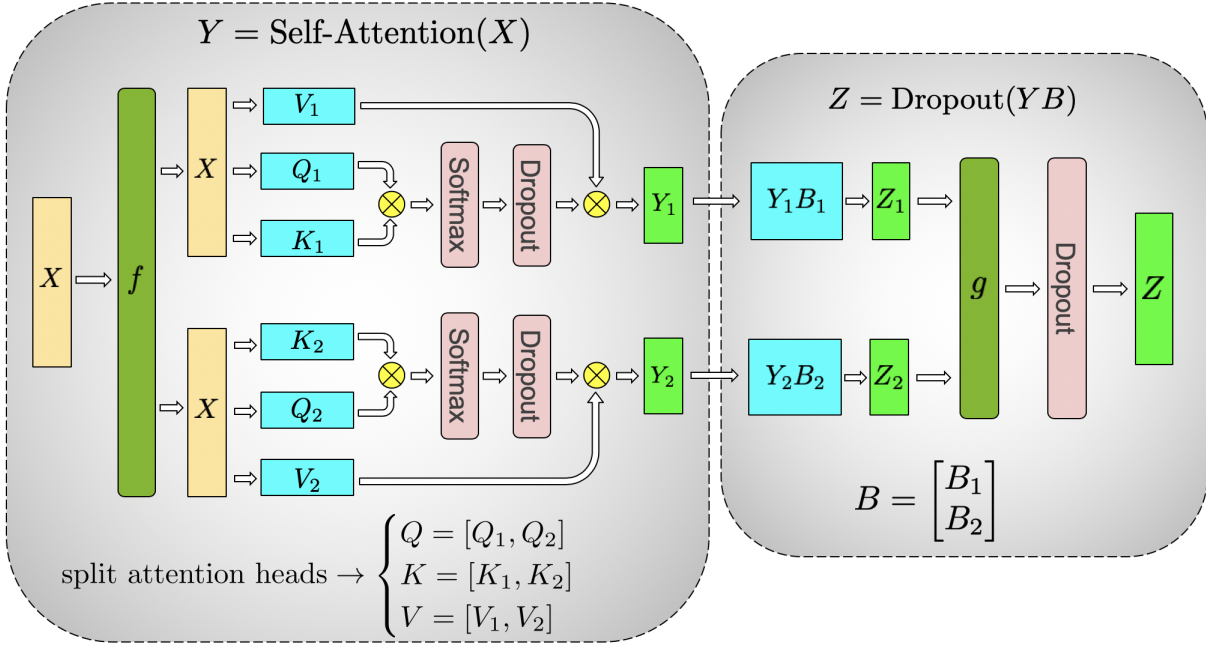 Y = Self-Attention(X)
X
f
X
V₁
Q₁
K₁
Softmax
Dropout
Y₁
X
K₂
Q₂
V₂
Softmax
Dropout
Y₂
split attention heads → { Q = [Q₁, Q₂]
K = [K₁, K₂]
V = [V₁, V₂]
Z = Dropout(YB)
Y₁B₁
Z₁
Y₂B₂
Z₂
g
Dropout
Z
B = [B₁
B₂]